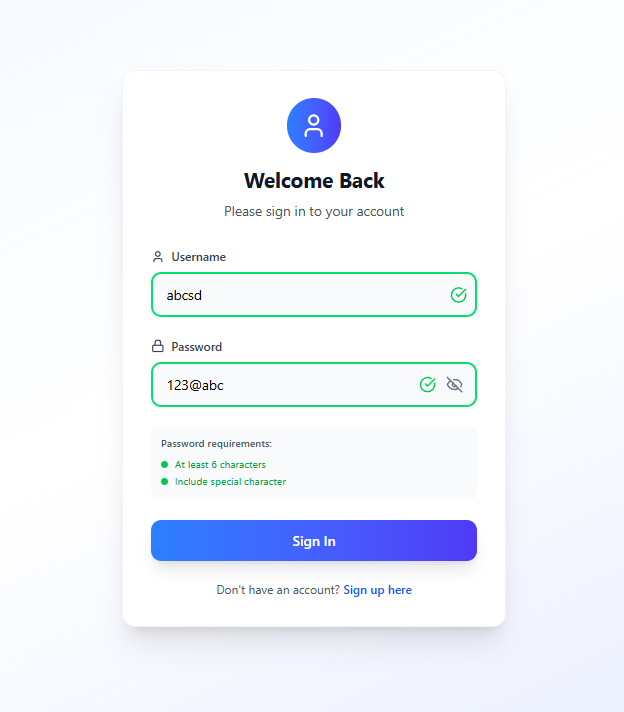 Welcome Back
Please sign in to your account
Username
abcsd
Password
123@abc
Password requirements:
At least 6 characters
Include special character
Sign In
Don't have an account? Sign up here